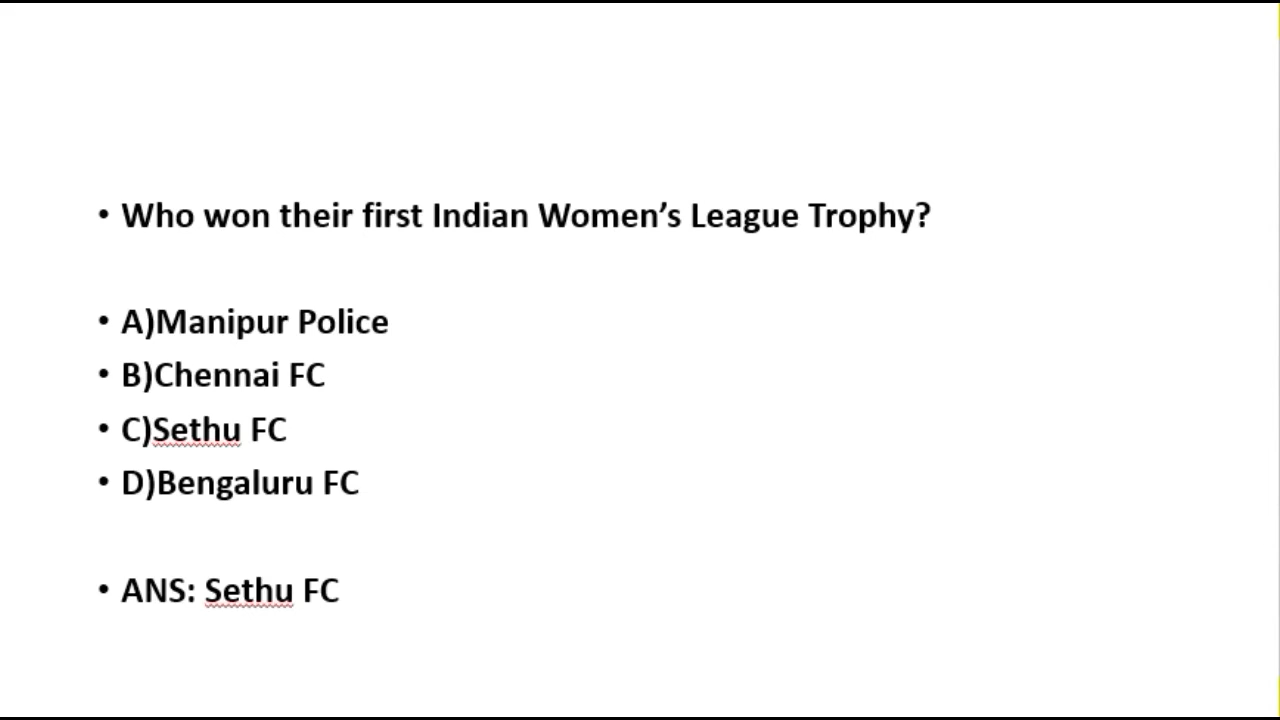 • Who won their first Indian Women’s League Trophy?
• A)Manipur Police
• B)Chennai FC
• C)Sethu FC
• D)Bengaluru FC
• ANS: Sethu FC